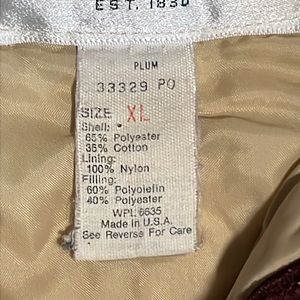 EST. 1830
PLUM
33329 PO
SIZE XL
Shell:
65% Polyester
35% Cotton
Lining:
100% Nylon
Filling:
60% Polyolefin
40% Polyester
WPL 6635
Made in U.S.A.
See Reverse For Care